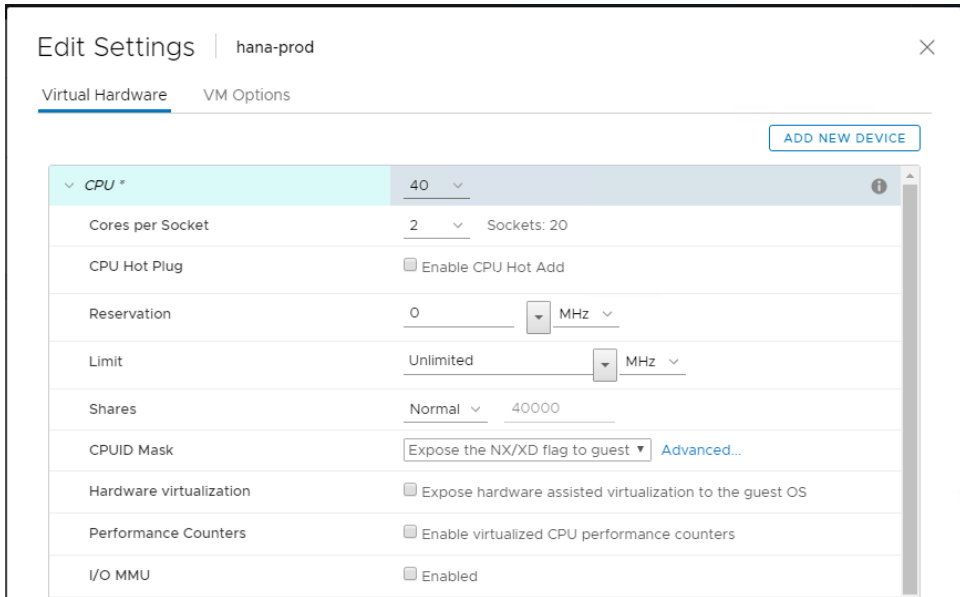 Edit Settings hana-prod
Virtual Hardware VM Options
ADD NEW DEVICE
CPU * 40
Cores per Socket 2 Sockets: 20
CPU Hot Plug Enable CPU Hot Add
Reservation 0 MHz
Limit Unlimited MHz
Shares Normal 40000
CPUID Mask Expose the NX/XD flag to guest Advanced...
Hardware virtualization Expose hardware assisted virtualization to the guest OS
Performance Counters Enable virtualized CPU performance counters
I/O MMU Enabled